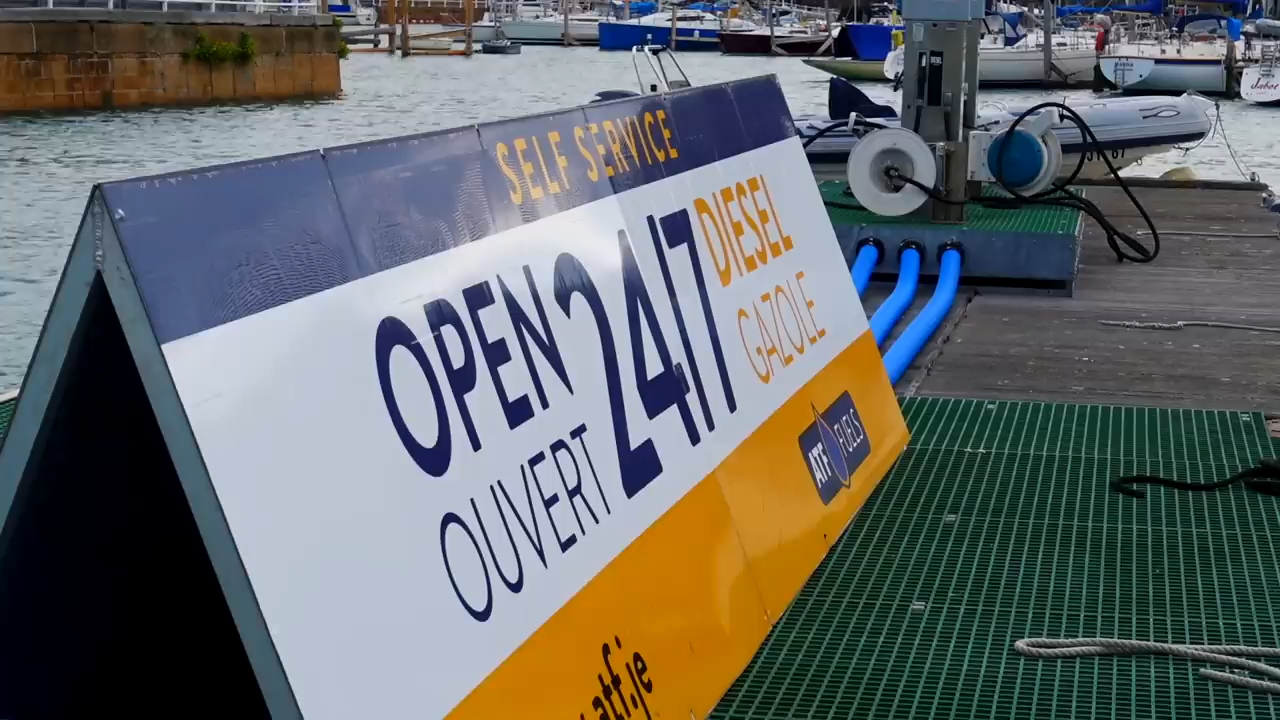 SELF SERVICE
OPEN 24/7 DIESEL
OUVERT GAZOLE
ATF FUELS
atf.je